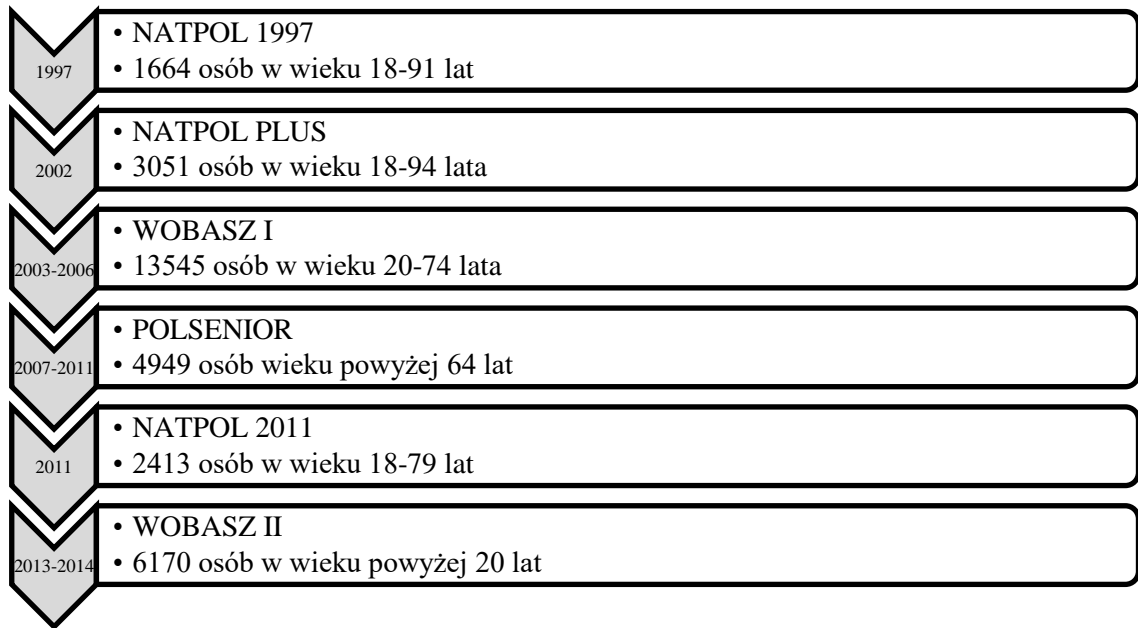 1997
• NATPOL 1997
• 1664 osób w wieku 18-91 lat
2002
• NATPOL PLUS
• 3051 osób w wieku 18-94 lata
2003-2006
• WOBASZ I
• 13545 osób w wieku 20-74 lata
2007-2011
• POLSENIOR
• 4949 osób wieku powyżej 64 lat
2011
• NATPOL 2011
• 2413 osób w wieku 18-79 lat
2013-2014
• WOBASZ II
• 6170 osób w wieku powyżej 20 lat